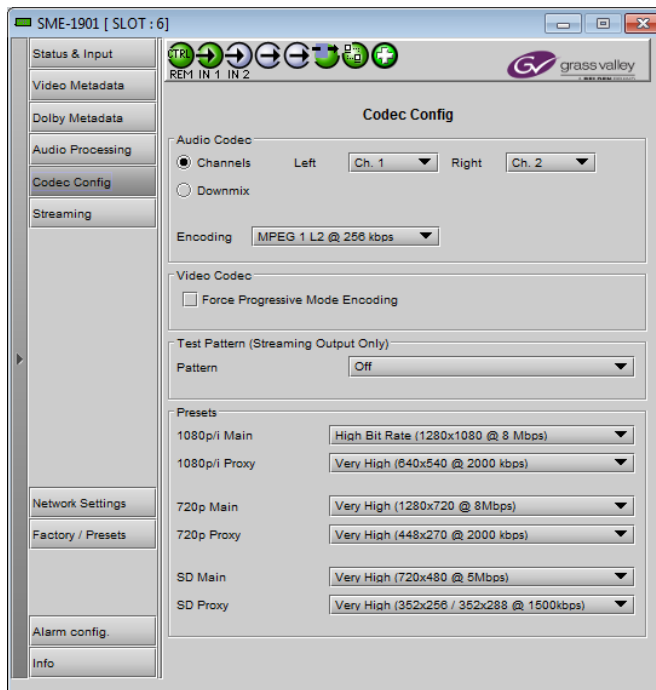 SME-1901 [ SLOT : 6]
Status & Input
Video Metadata
Dolby Metadata
Audio Processing
Codec Config
Streaming
Network Settings
Factory / Presets
Alarm config.
Info
CTRL
REM IN 1 IN 2
GV grass valley
A BELDEN BRAND
Codec Config
Audio Codec
Channels Left Ch. 1 Right Ch. 2
Downmix
Encoding MPEG 1 L2 @ 256 kbps
Video Codec
Force Progressive Mode Encoding
Test Pattern (Streaming Output Only)
Pattern Off
Presets
1080p/i Main High Bit Rate (1280x1080 @ 8 Mbps)
1080p/i Proxy Very High (640x540 @ 2000 kbps)
720p Main Very High (1280x720 @ 8Mbps)
720p Proxy Very High (448x270 @ 2000 kbps)
SD Main Very High (720x480 @ 5Mbps)
SD Proxy Very High (352x256 / 352x288 @ 1500kbps)